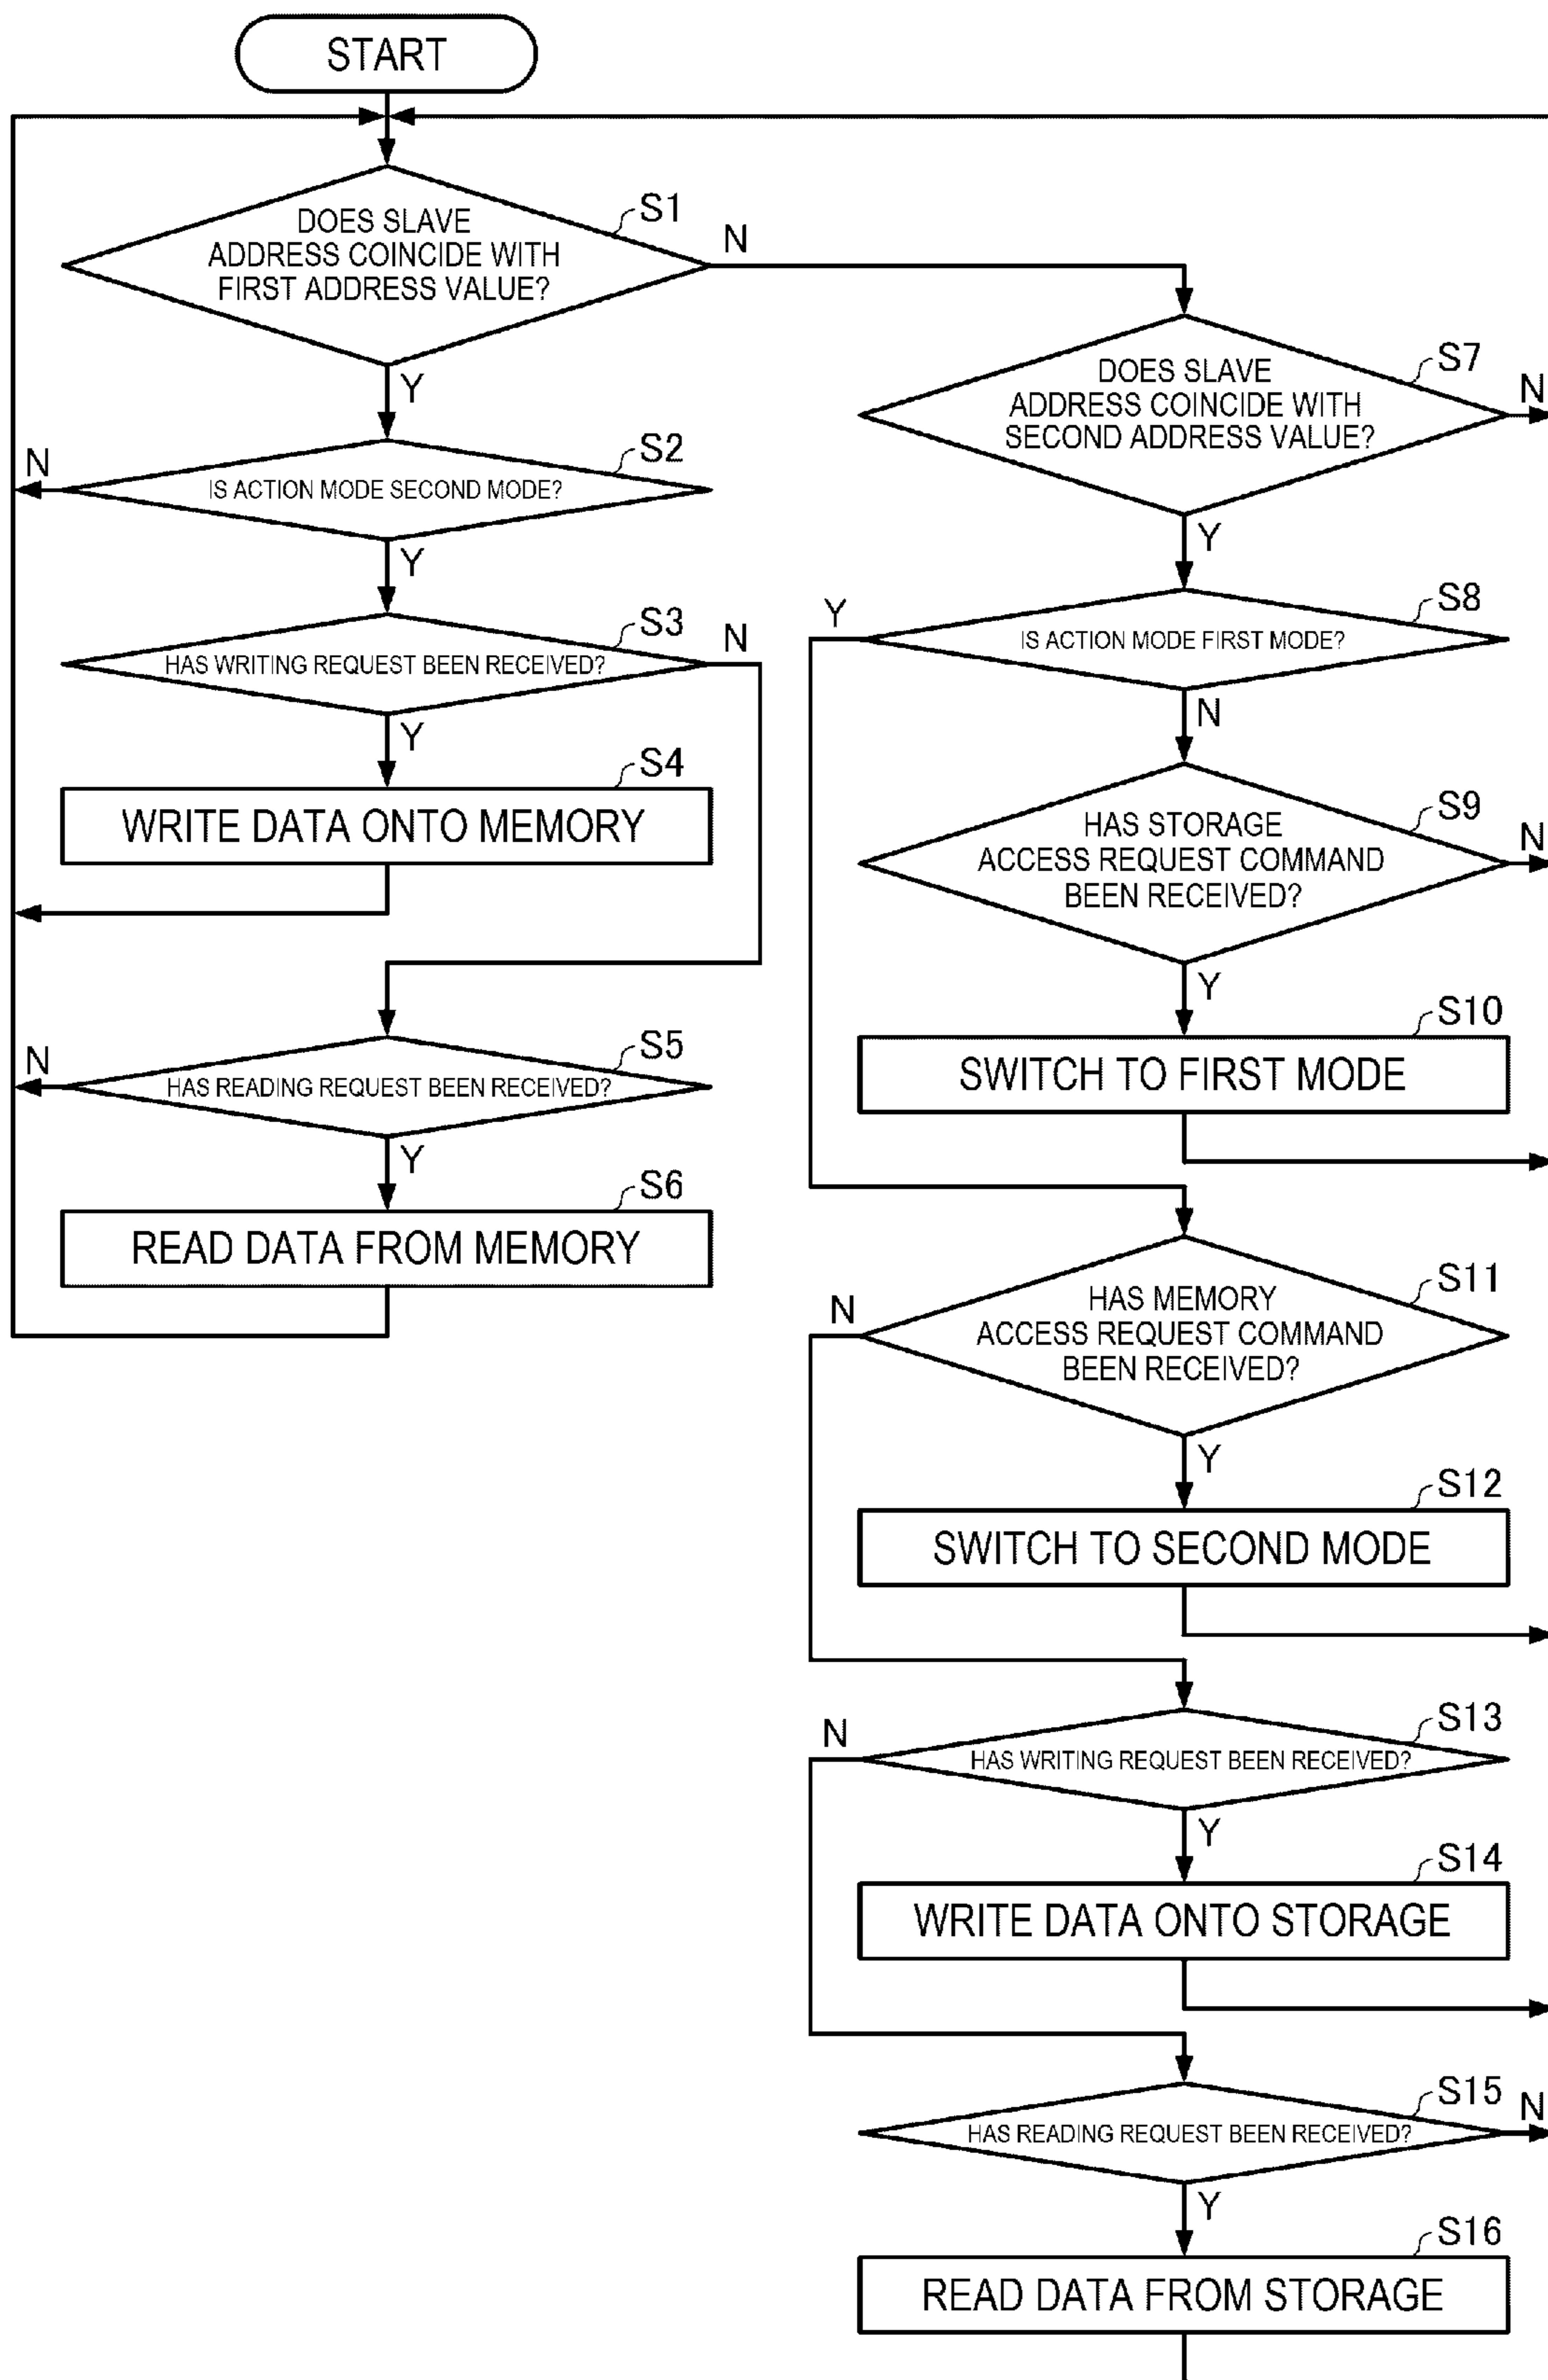 START
DOES SLAVE
ADDRESS COINCIDE WITH
FIRST ADDRESS VALUE?
S1
N
Y
IS ACTION MODE SECOND MODE?
S2
N
Y
HAS WRITING REQUEST BEEN RECEIVED?
S3
N
Y
S4
WRITE DATA ONTO MEMORY
HAS READING REQUEST BEEN RECEIVED?
S5
N
Y
S6
READ DATA FROM MEMORY
DOES SLAVE
ADDRESS COINCIDE WITH
SECOND ADDRESS VALUE?
S7
N
Y
IS ACTION MODE FIRST MODE?
S8
Y
N
HAS STORAGE
ACCESS REQUEST COMMAND
BEEN RECEIVED?
S9
N
Y
S10
SWITCH TO FIRST MODE
HAS MEMORY
ACCESS REQUEST COMMAND
BEEN RECEIVED?
S11
N
Y
S12
SWITCH TO SECOND MODE
HAS WRITING REQUEST BEEN RECEIVED?
S13
N
Y
S14
WRITE DATA ONTO STORAGE
HAS READING REQUEST BEEN RECEIVED?
S15
N
Y
S16
READ DATA FROM STORAGE